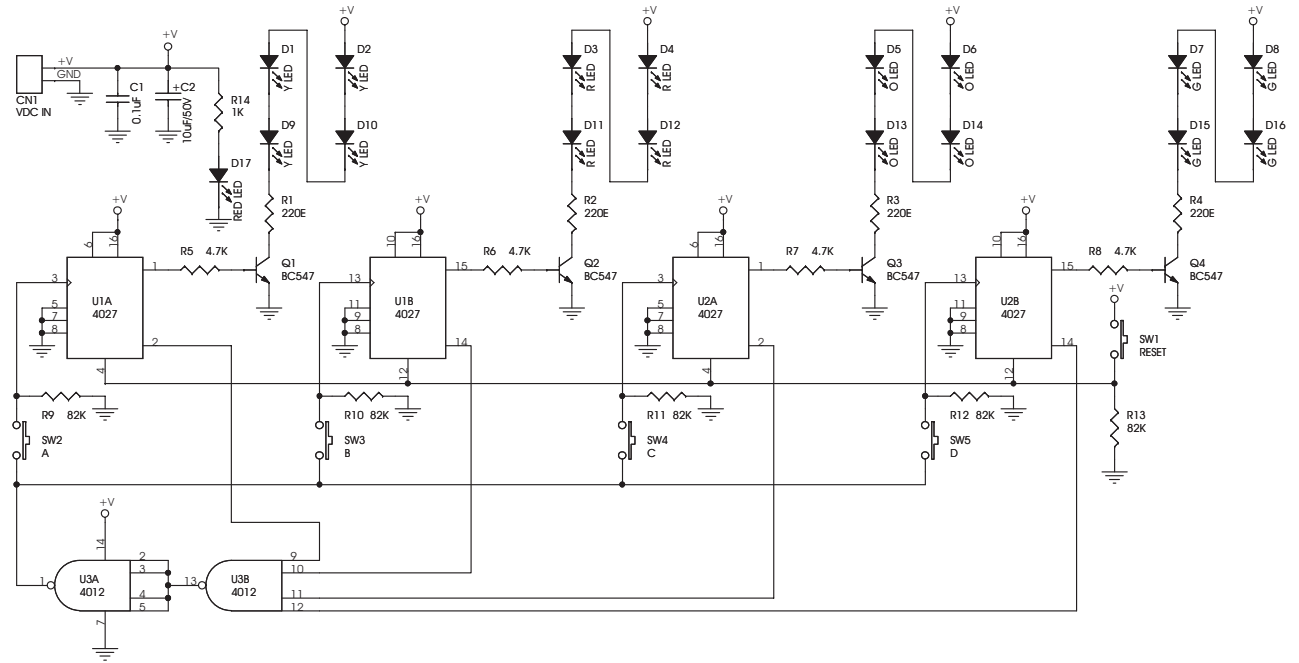 +V
+V
+V
+V
+V
+V
GND
CN1
VDC IN
C1
0.1uF
+C2
10uF/50V
R14
1K
D17
RED LED
D1
Y LED
D2
Y LED
D9
Y LED
D10
Y LED
R1
220E
D3
R LED
D4
R LED
D11
R LED
D12
R LED
R2
220E
D5
O LED
D6
O LED
D13
O LED
D14
O LED
R3
220E
D7
G LED
D8
G LED
D15
G LED
D16
G LED
R4
220E
+V
6
16
3
1
5
7
8
2
4
U1A
4027
R5 4.7K
Q1
BC547
+V
10
16
13
15
11
9
8
14
12
U1B
4027
R6 4.7K
Q2
BC547
+V
6
16
3
1
5
7
8
2
4
U2A
4027
R7 4.7K
Q3
BC547
+V
10
16
13
15
11
9
8
14
12
U2B
4027
R8 4.7K
Q4
BC547
+V
SW1
RESET
R9 82K
SW2
A
R10 82K
SW3
B
R11 82K
SW4
C
R12 82K
SW5
D
R13
82K
+V
14
1
U3A
4012
2
3
4
5
7
13
U3B
4012
9
10
11
12